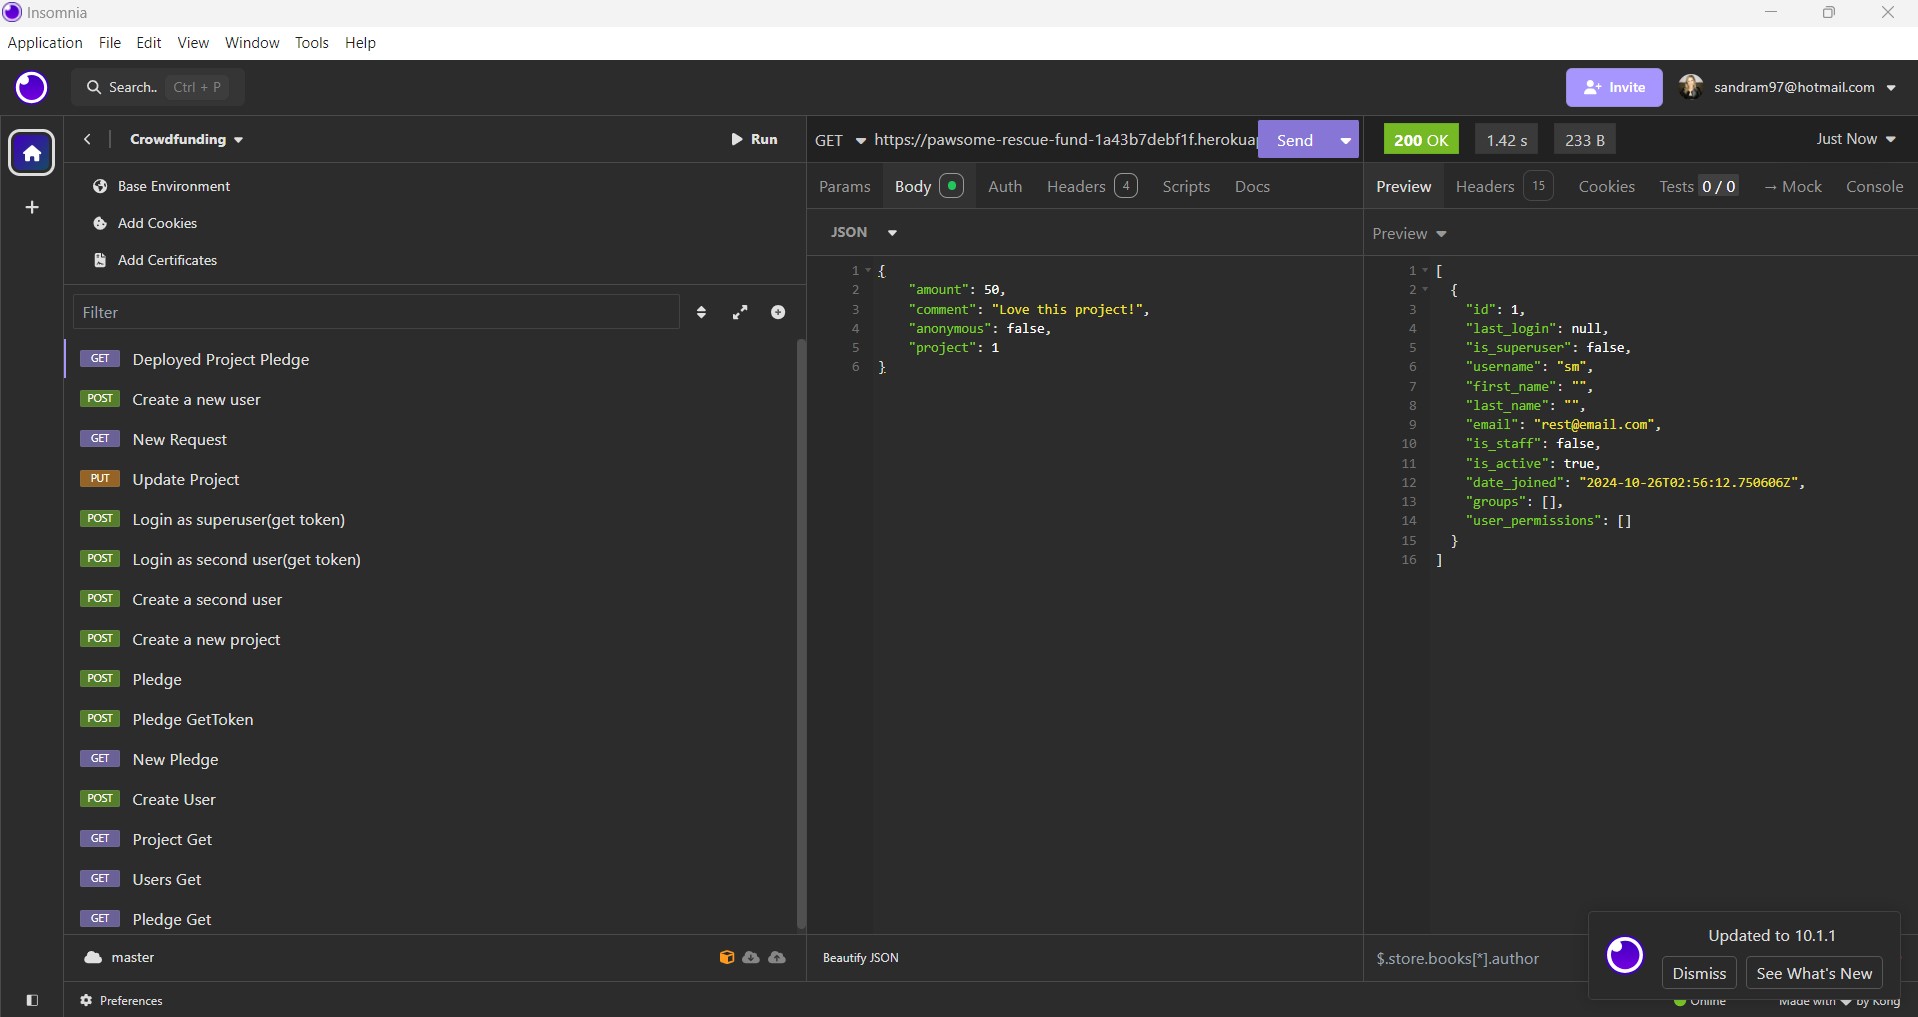 Insomnia
Application File Edit View Window Tools Help
Search.. Ctrl + P
Invite sandram97@hotmail.com
Crowdfunding
Run
GET https://pawsome-rescue-fund-1a43b7debf1f.herokuap
Send
200 OK 1.42 s 233 B Just Now
Base Environment
Add Cookies
Add Certificates
Filter
GET Deployed Project Pledge
POST Create a new user
GET New Request
PUT Update Project
POST Login as superuser(get token)
POST Login as second user(get token)
POST Create a second user
POST Create a new project
POST Pledge
POST Pledge GetToken
GET New Pledge
POST Create User
GET Project Get
GET Users Get
GET Pledge Get
master
Preferences
Params Body Auth Headers 4 Scripts Docs
JSON
1 {
2 "amount": 50,
3 "comment": "Love this project!",
4 "anonymous": false,
5 "project": 1
6 }
Beautify JSON
Preview Headers 15 Cookies Tests 0 / 0 → Mock Console
Preview
1 [
2 {
3 "id": 1,
4 "last_login": null,
5 "is_superuser": false,
6 "username": "sm",
7 "first_name": "",
8 "last_name": "",
9 "email": "rest@email.com",
10 "is_staff": false,
11 "is_active": true,
12 "date_joined": "2024-10-26T02:56:12.750606Z",
13 "groups": [],
14 "user_permissions": []
15 }
16 ]
$.store.books[*].author
Updated to 10.1.1
Dismiss See What's New
Online Made with ❤ by Kong